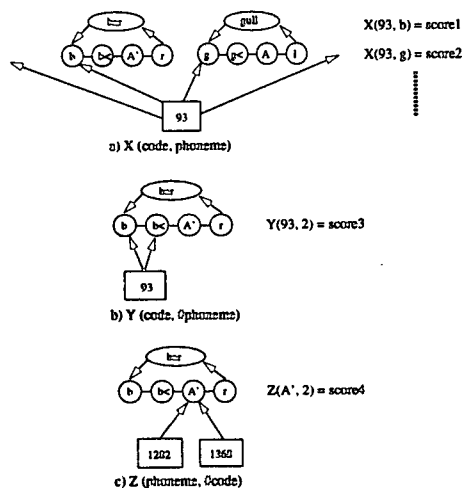 gull
X(93, b) = score1
b b< A' r g g< A l
X(93, g) = score2
93
a) X (code, phoneme)
b b< A' r
Y(93, 2) = score3
93
b) Y (code, 0phoneme)
b b< A' r
Z(A', 2) = score4
1202 1360
c) Z (phoneme, 0code)